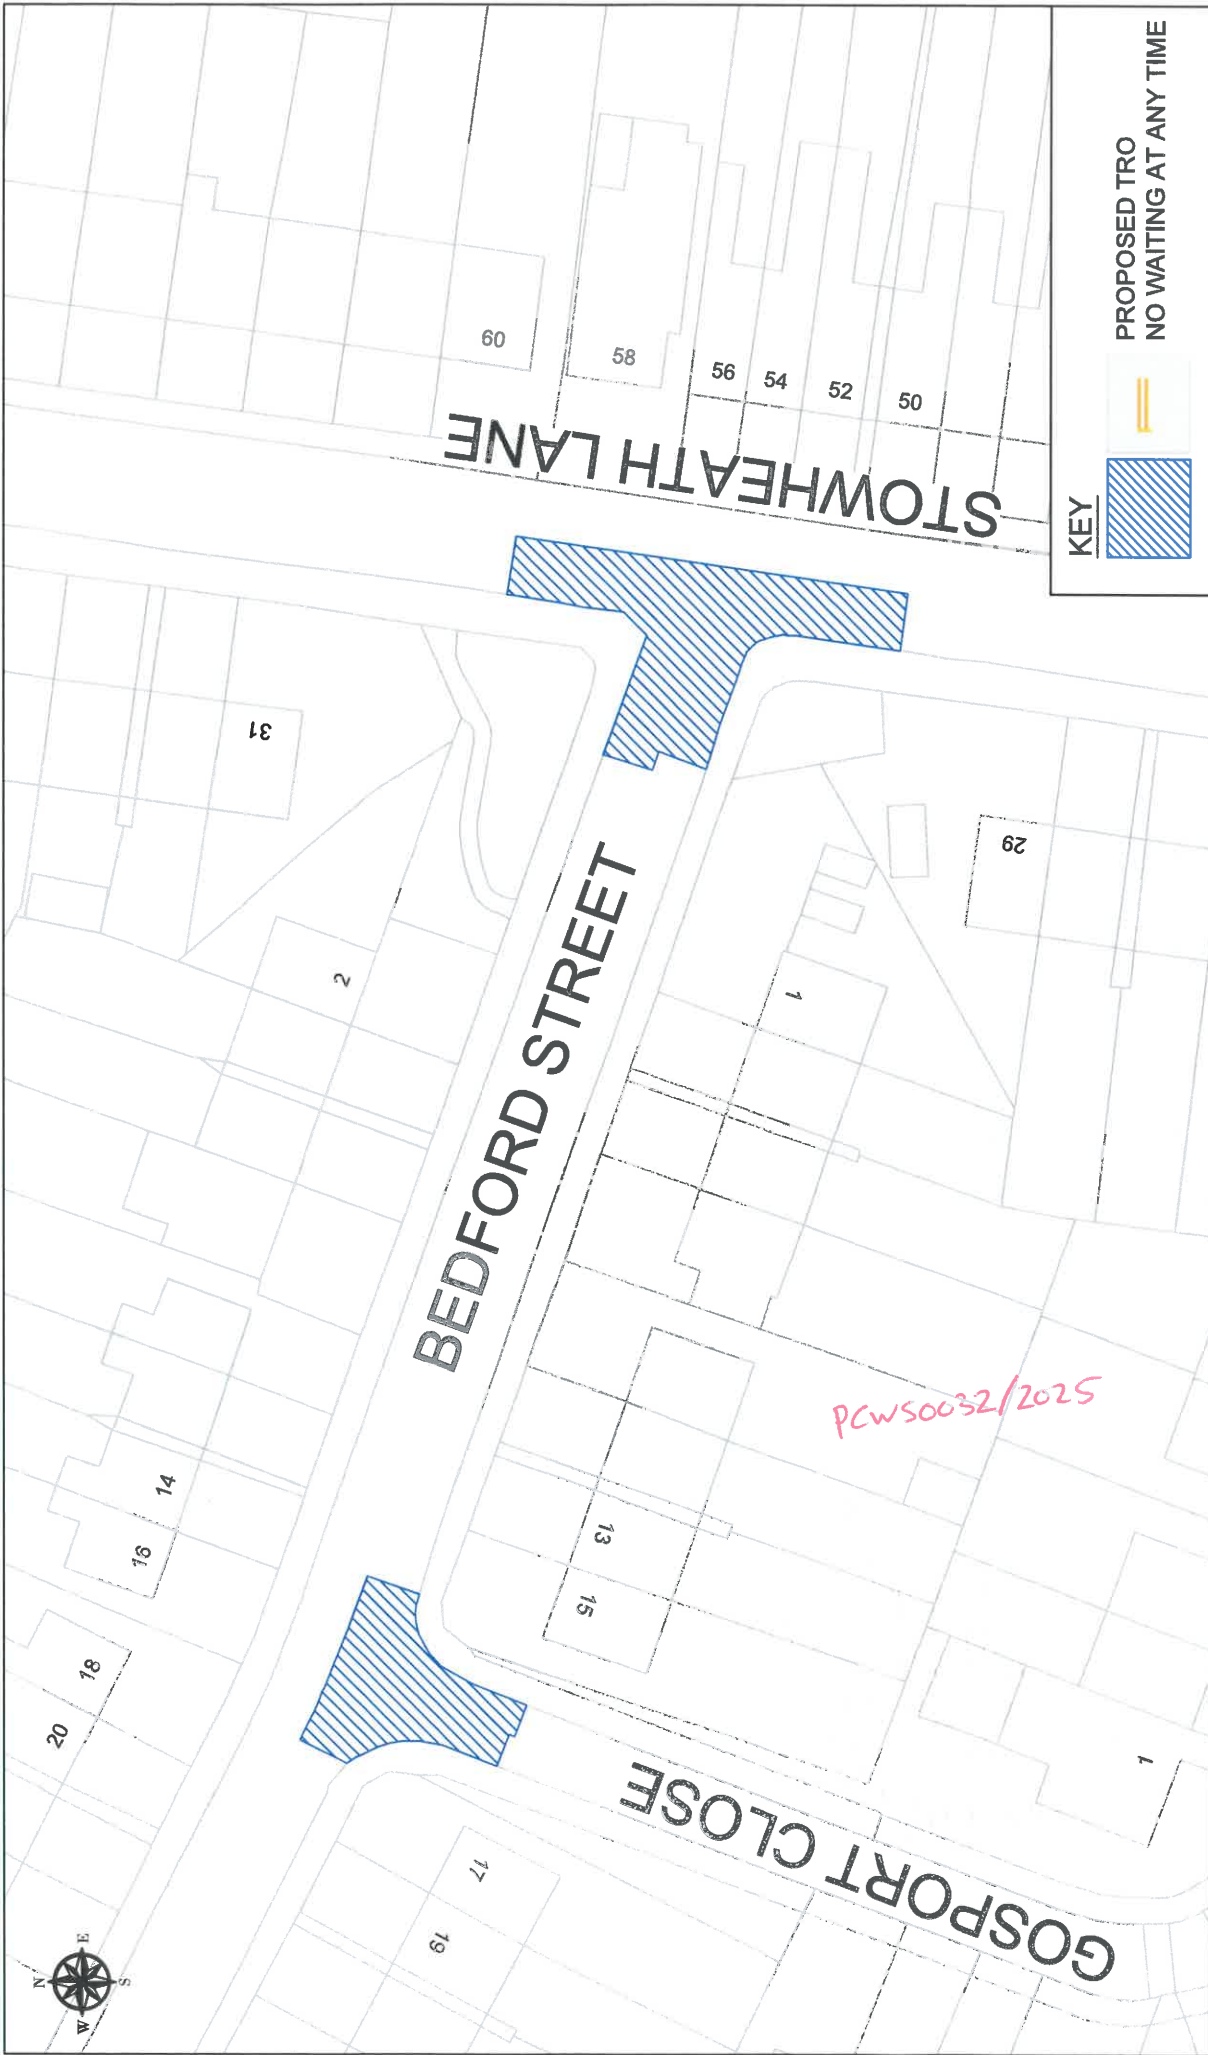 N
W E
S
20
18
16
14
2
31
60
58
56
54
52
50
STOWHEATH LANE
BEDFORD STREET
GOSPORT CLOSE
19
17
15
13
1
29
1
PCWS0032/2025
KEY
PROPOSED TRO
NO WAITING AT ANY TIME